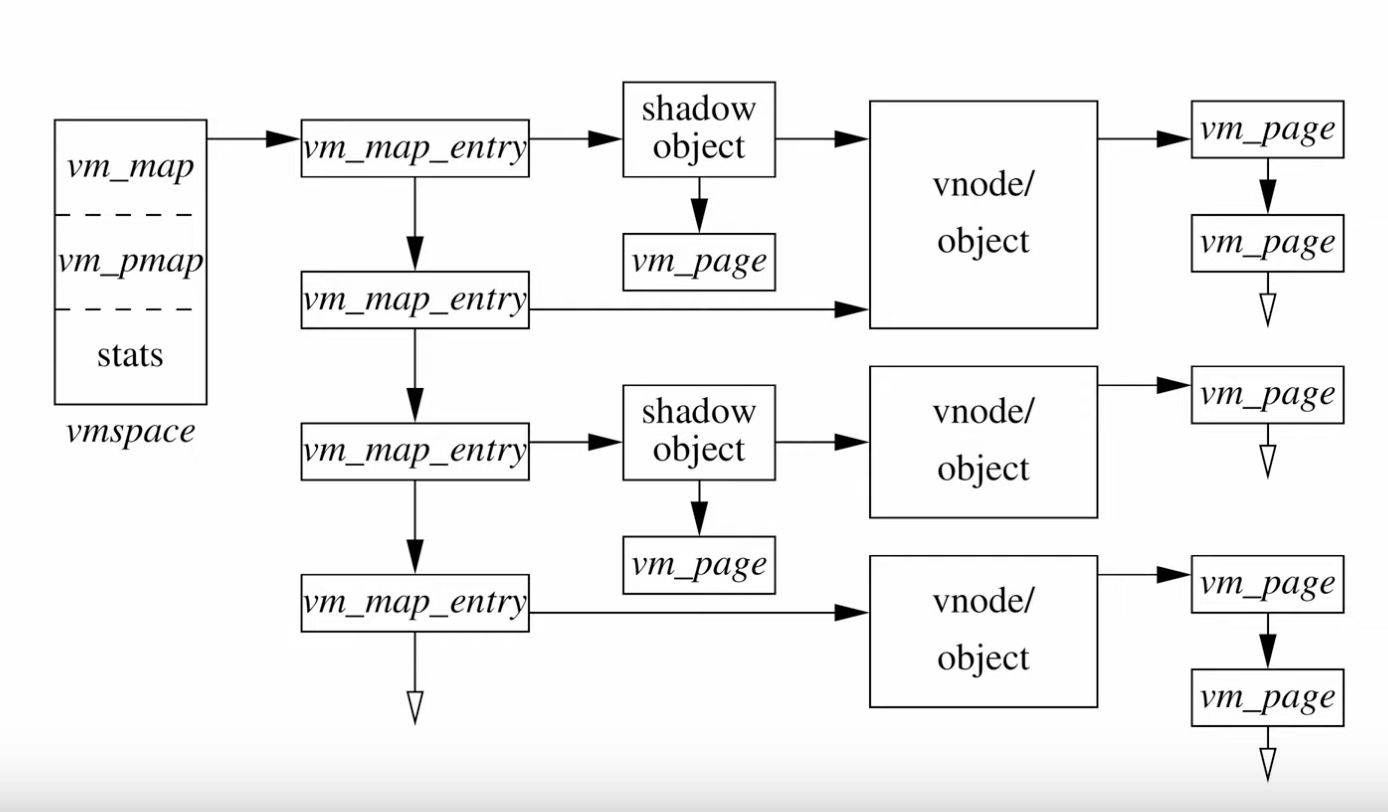 vm_map
vm_pmap
stats
vmspace
vm_map_entry
vm_map_entry
vm_map_entry
vm_map_entry
shadow
object
vm_page
shadow
object
vm_page
vnode/
object
vnode/
object
vnode/
object
vm_page
vm_page
vm_page
vm_page
vm_page